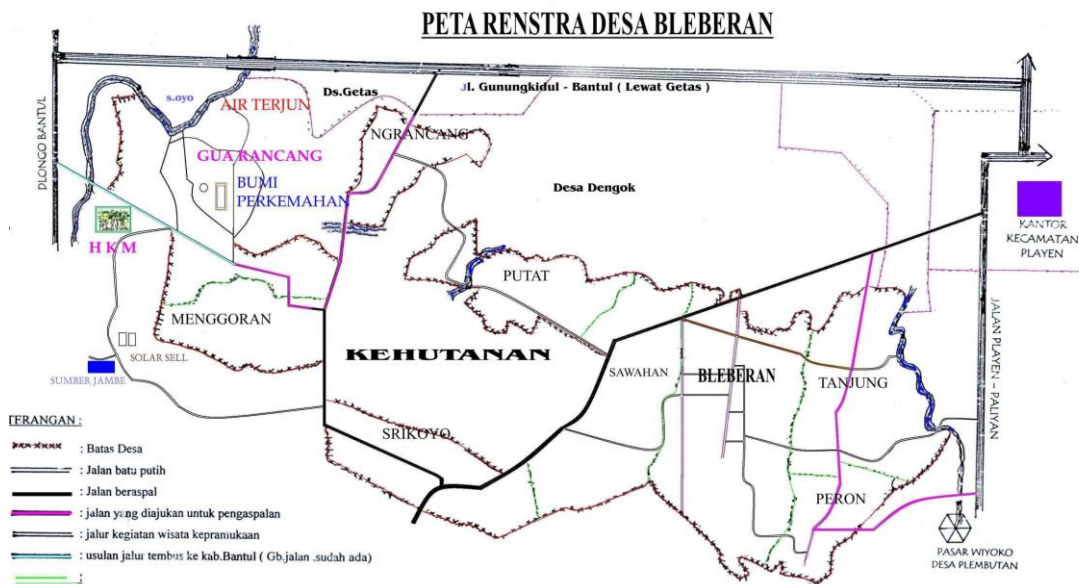 PETA RENSTRA DESA BLEBERAN
Jl. Gunungkidul - Bantul ( Lewat Getas )
Ds.Getas
s.oyo
AIR TERJUN
NGRANCANG
DLONGO BANTUL
GUA RANCANG
BUMI
PERKEMAHAN
Desa Dengok
KANTOR
KECAMATAN
PLAYEN
H K M
PUTAT
MENGGORAN
SOLAR SELL
SUMBER JAMBE
KEHUTANAN
SAWAHAN
BLEBERAN
TANJUNG
JALAN PLAYEN - PALIYAN
SRIKOYO
PERON
PASAR WIYOKO
DESA PLEMBUTAN
TERANGAN :
: Batas Desa
: Jalan batu putih
: Jalan beraspal
: jalan yang diajukan untuk pengaspalan
: jalur kegiatan wisata kepramukaan
: usulan jalur tembus ke kab.Bantul ( Gb.jalan .sudah ada)
: